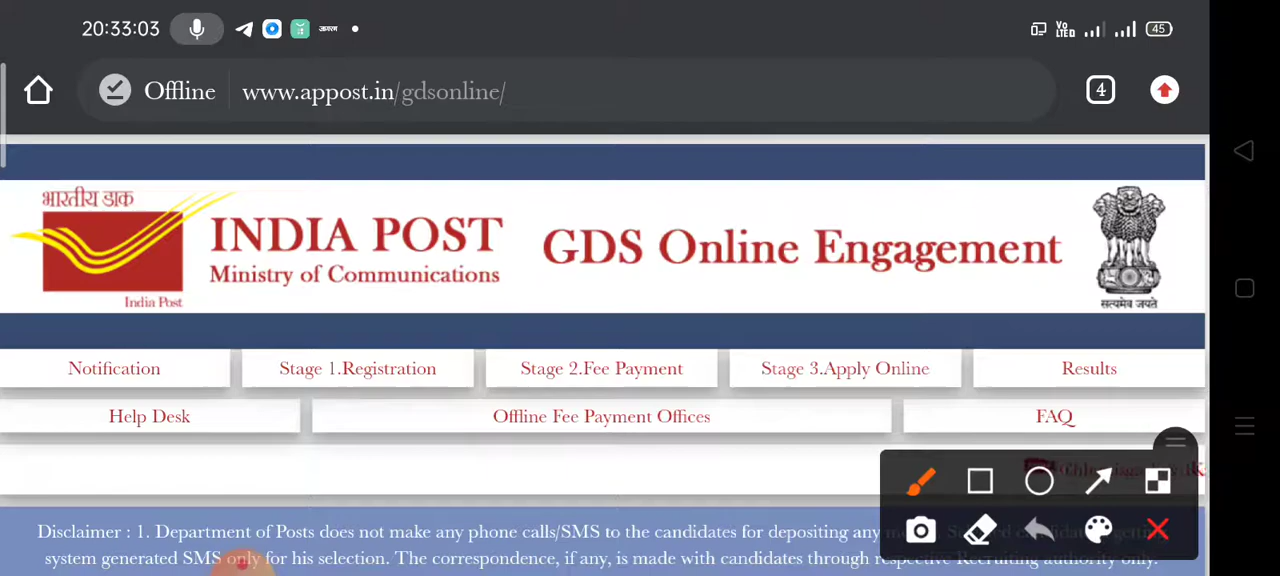 20:33:03
Vo LTED 45
Offline www.appost.in/gdsonline/ 4
भारतीय डाक
INDIA POST
Ministry of Communications
India Post
GDS Online Engagement
सत्यमेव जयते
Notification Stage 1.Registration Stage 2.Fee Payment Stage 3.Apply Online Results
Help Desk Offline Fee Payment Offices FAQ
Disclaimer : 1. Department of Posts does not make any phone calls/SMS to the candidates for depositing any
system generated SMS only for his selection. The correspondence, if any, is made with candidates through respective Recruiting authority only.